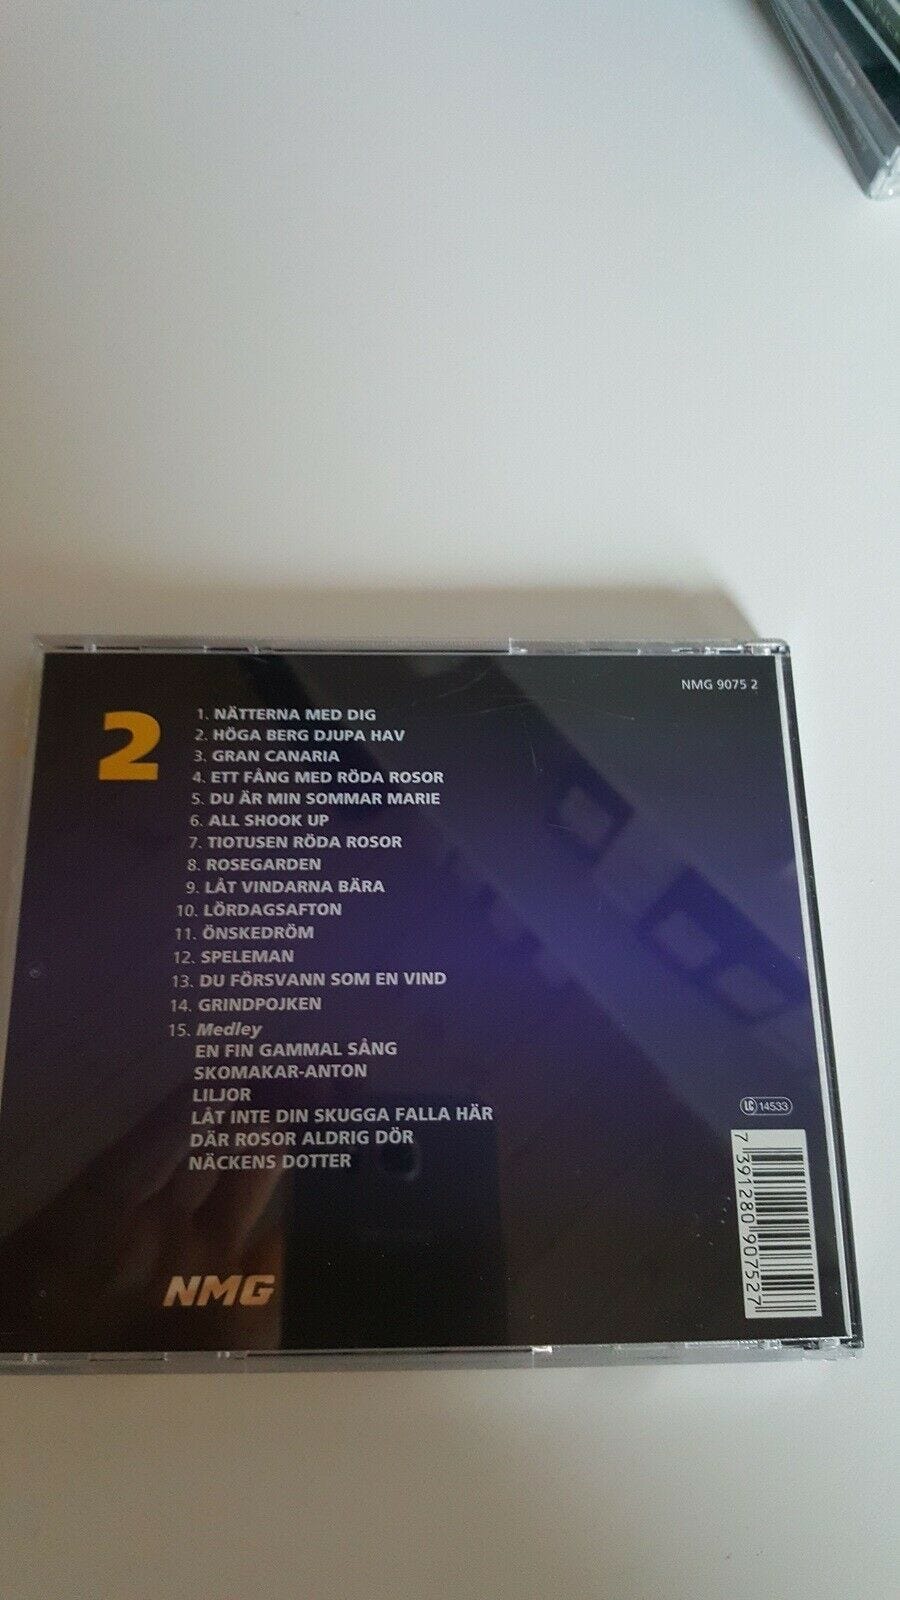 NMG 9075 2
2
1. NÄTTERNA MED DIG
2. HÖGA BERG DJUPA HAV
3. GRAN CANARIA
4. ETT FÅNG MED RÖDA ROSOR
5. DU ÄR MIN SOMMAR MARIE
6. ALL SHOOK UP
7. TIOTUSEN RÖDA ROSOR
8. ROSEGARDEN
9. LÅT VINDARNA BÄRA
10. LÖRDAGSAFTON
11. ÖNSKEDRÖM
12. SPELEMAN
13. DU FÖRSVANN SOM EN VIND
14. GRINDPOJKEN
15. Medley
EN FIN GAMMAL SÅNG
SKOMAKAR-ANTON
LILJOR
LÅT INTE DIN SKUGGA FALLA HÄR
DÄR ROSOR ALDRIG DÖR
NÄCKENS DOTTER
LC 14533
7 391280 907527
NMG